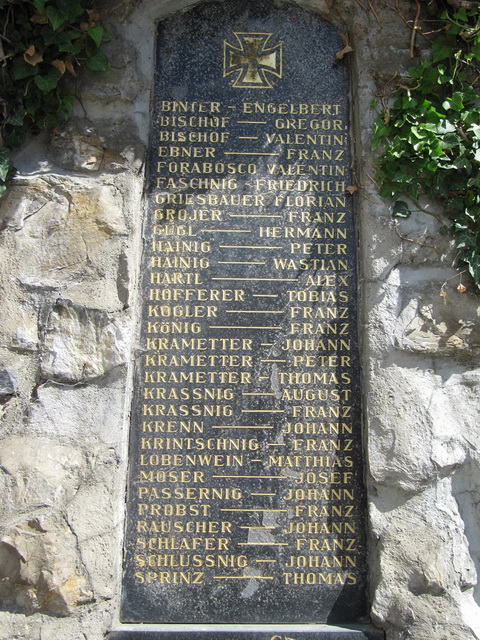 BINTER - ENGELBERT
BISCHOF - GREGOR
BISCHOF - VALENTIN
EBNER - FRANZ
FORABOSCO VALENTIN
FASCHNIG - FRIEDRICH
GRIESBAUER FLORIAN
GROJER - FRANZ
GUGL - HERMANN
HAINIG - PETER
HAINIG - WASTIAN
HARTL - ALEX
HOFFERER - TOBIAS
KOGLER - FRANZ
KÖNIG - FRANZ
KRAMETTER - JOHANN
KRAMETTER - PETER
KRAMETTER - THOMAS
KRASSNIG - AUGUST
KRASSNIG - FRANZ
KRENN - JOHANN
KRINTSCHNIG - FRANZ
LOBENWEIN - MATTHIAS
MOSER - JOSEF
PASSERNIG - JOHANN
PROBST - FRANZ
RAUSCHER - JOHANN
SCHLAFER - FRANZ
SCHLUSSNIG - JOHANN
SPRINZ - THOMAS